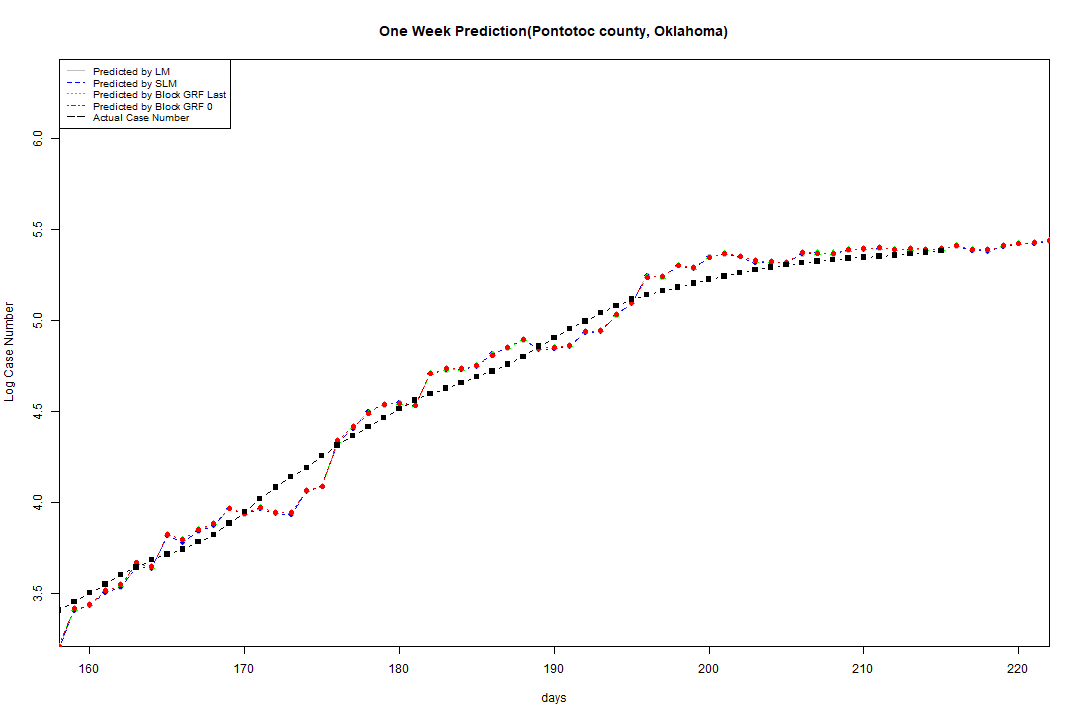 One Week Prediction(Pontotoc county, Oklahoma)
Predicted by LM
Predicted by SLM
Predicted by Block GRF Last
Predicted by Block GRF 0
Actual Case Number
6.0
5.5
5.0
4.5
4.0
3.5
Log Case Number
160 170 180 190 200 210 220
days